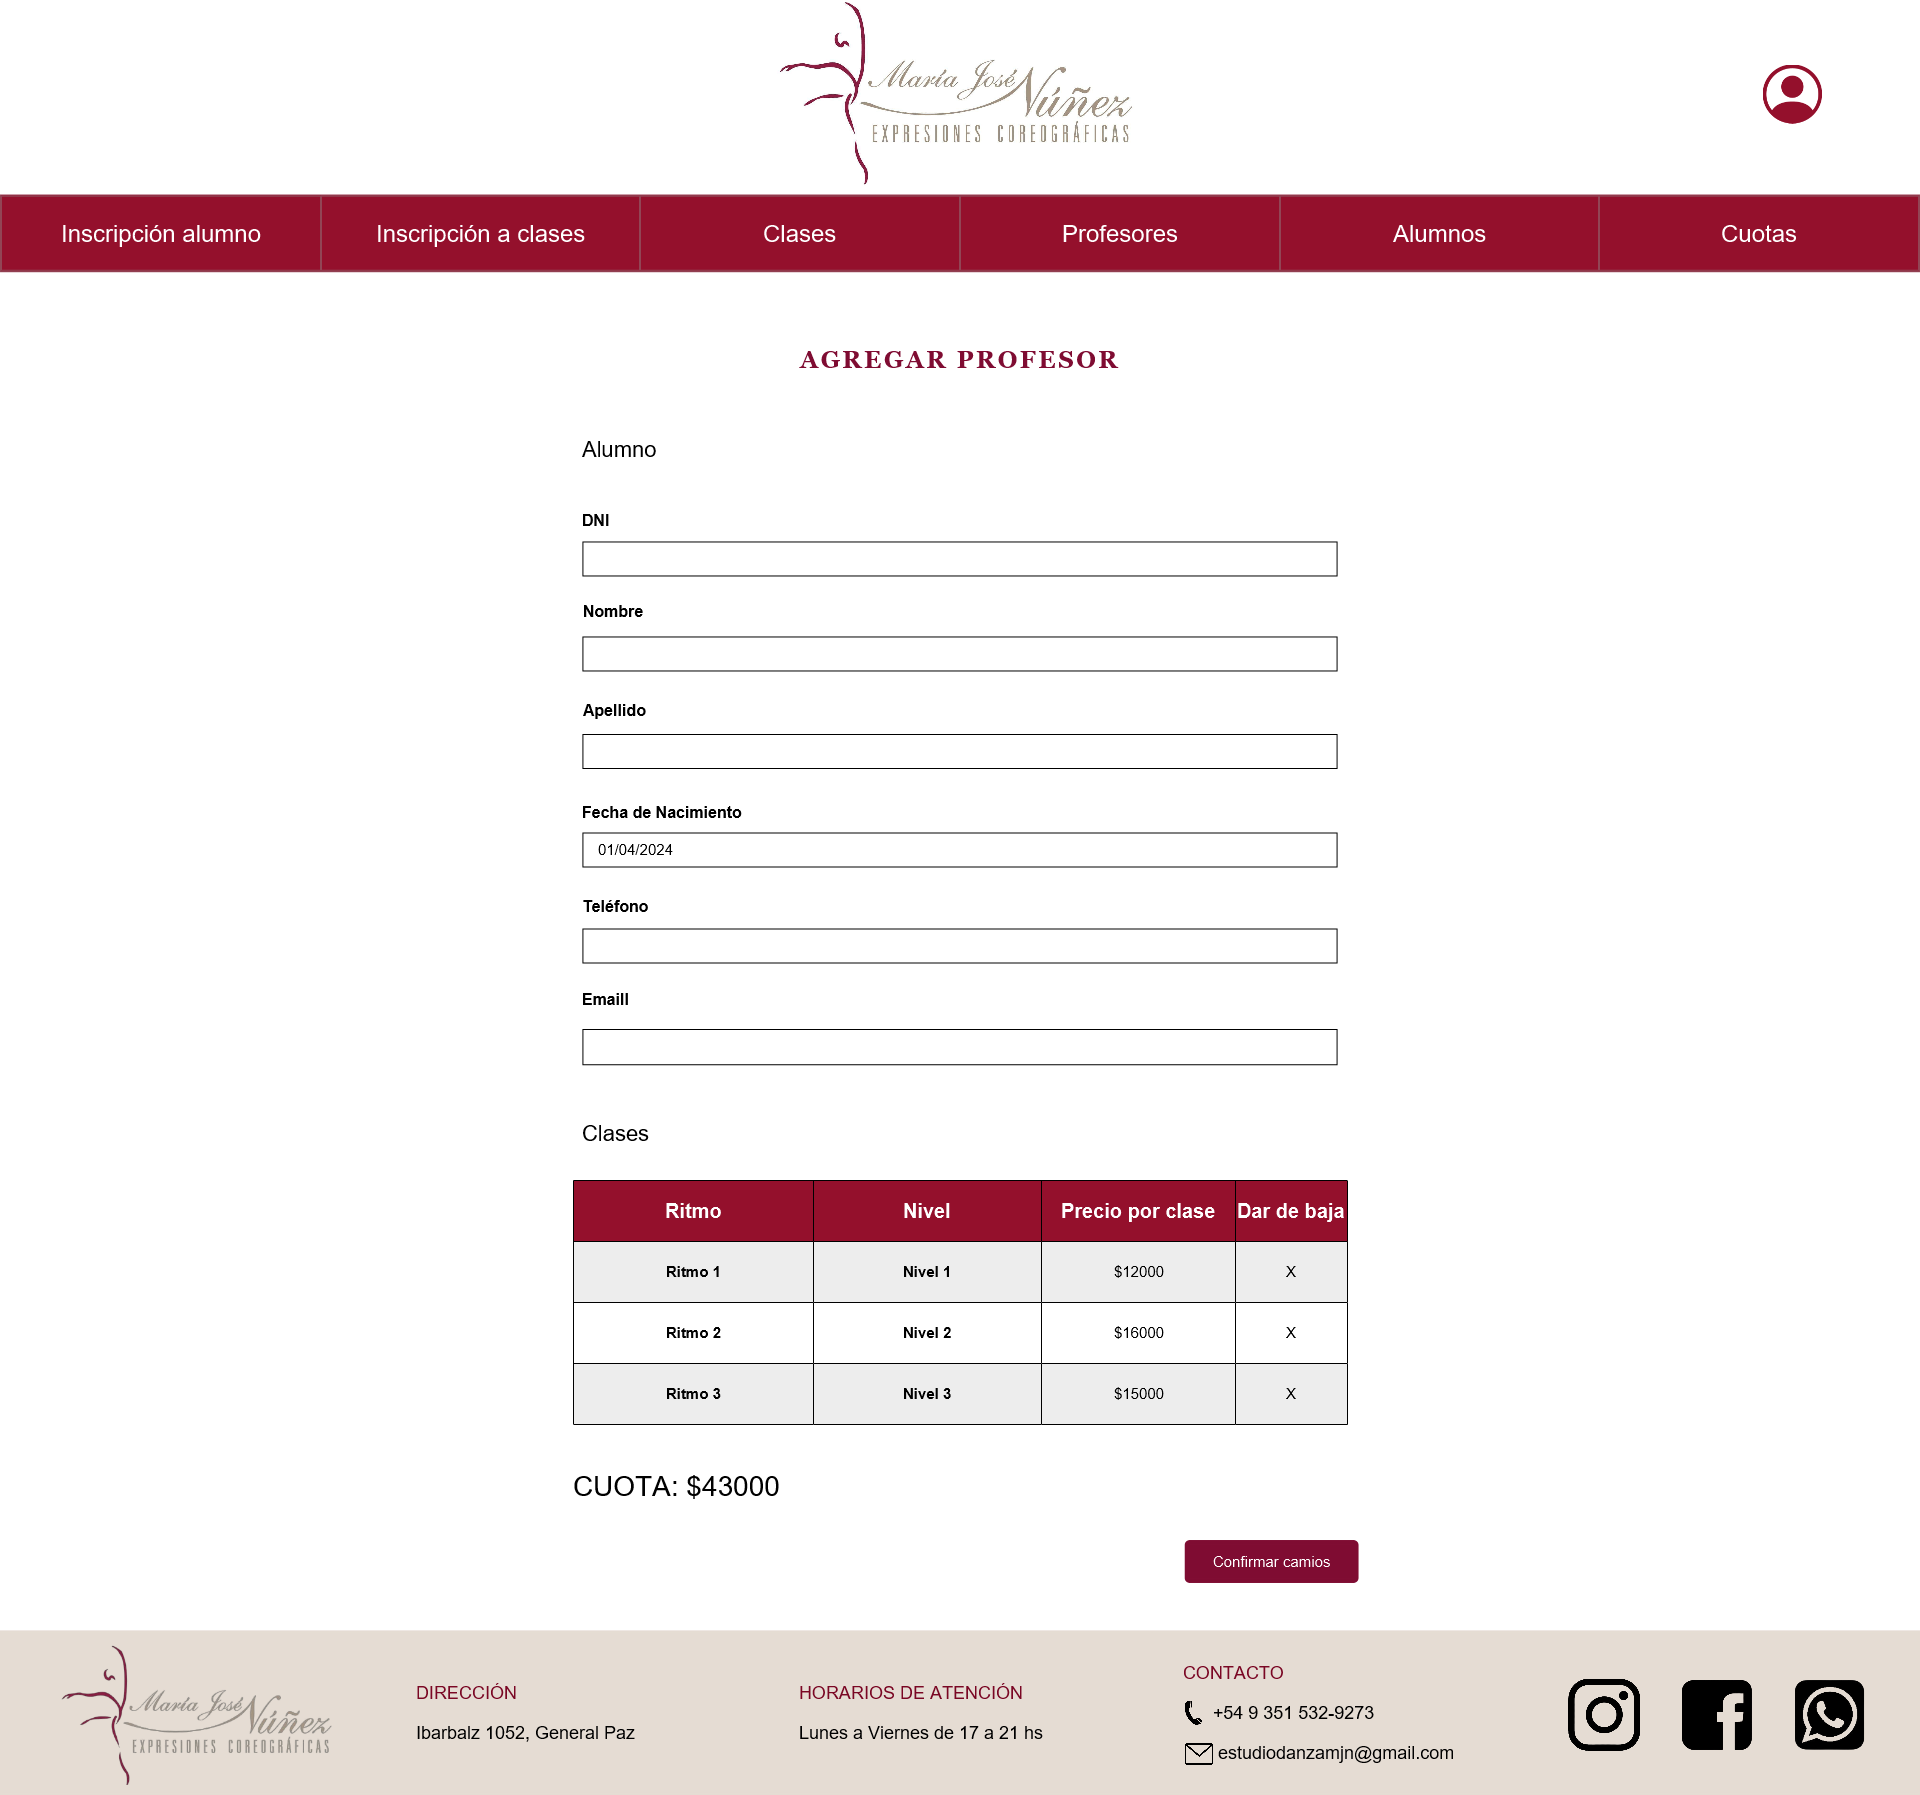 María José Núñez
EXPRESIONES COREOGRÁFICAS
Inscripción alumno Inscripción a clases Clases Profesores Alumnos Cuotas
AGREGAR PROFESOR
Alumno
DNI
Nombre
Apellido
Fecha de Nacimiento
01/04/2024
Teléfono
Emaill
Clases
Ritmo Nivel Precio por clase Dar de baja
Ritmo 1 Nivel 1 $12000 X
Ritmo 2 Nivel 2 $16000 X
Ritmo 3 Nivel 3 $15000 X
CUOTA: $43000
Confirmar camios
María José Núñez
EXPRESIONES COREOGRÁFICAS
DIRECCIÓN
Ibarbalz 1052, General Paz
HORARIOS DE ATENCIÓN
Lunes a Viernes de 17 a 21 hs
CONTACTO
+54 9 351 532-9273
estudiodanzamjn@gmail.com